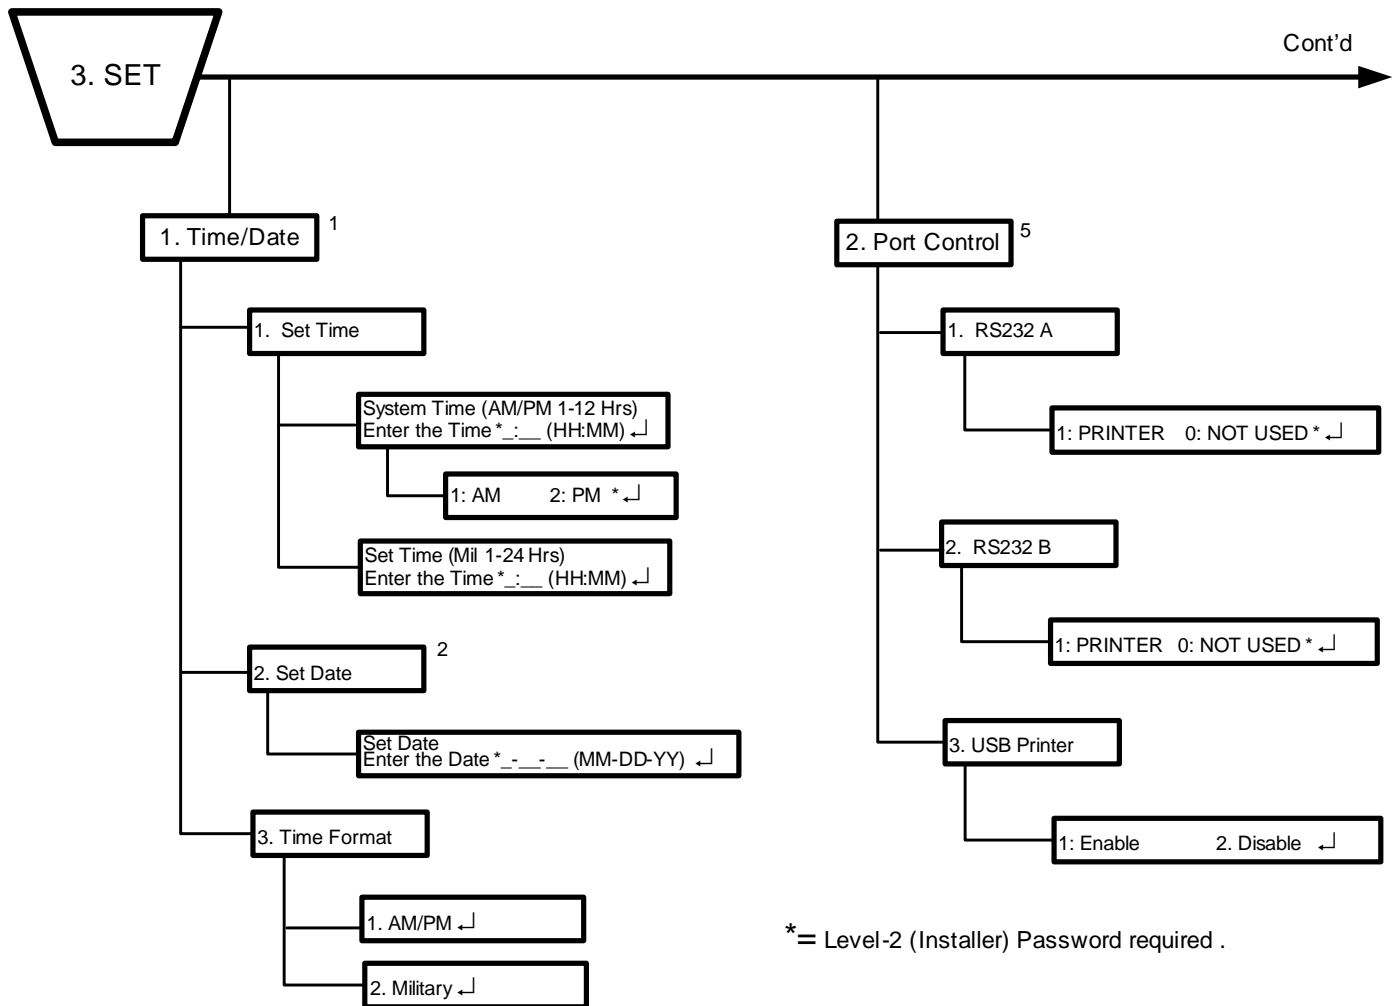 Cont'd
3. SET
1. Time/Date 1
1. Set Time
System Time (AM/PM 1-12 Hrs)
Enter the Time *_:__ (HH:MM) ↵
1: AM 2: PM * ↵
Set Time (Mil 1-24 Hrs)
Enter the Time *_:__ (HH:MM) ↵
2. Set Date 2
Set Date
Enter the Date *_-__-__ (MM-DD-YY) ↵
3. Time Format
1. AM/PM ↵
2. Military ↵
2. Port Control 5
1. RS232 A
1: PRINTER 0: NOT USED * ↵
2. RS232 B
1: PRINTER 0: NOT USED * ↵
3. USB Printer
1: Enable 2. Disable ↵
*= Level-2 (Installer) Password required .